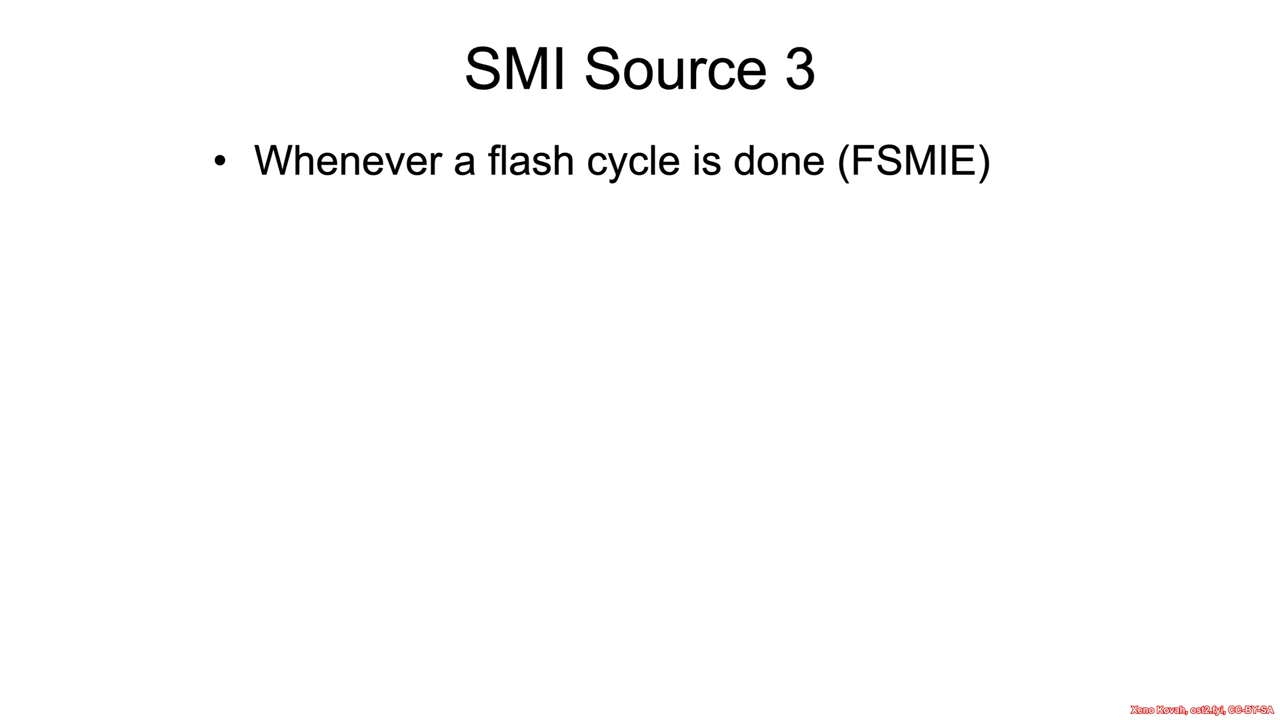 SMI Source 3
• Whenever a flash cycle is done (FSMIE)
Xeno Kovah, ost2.fyi, CC-BY-SA